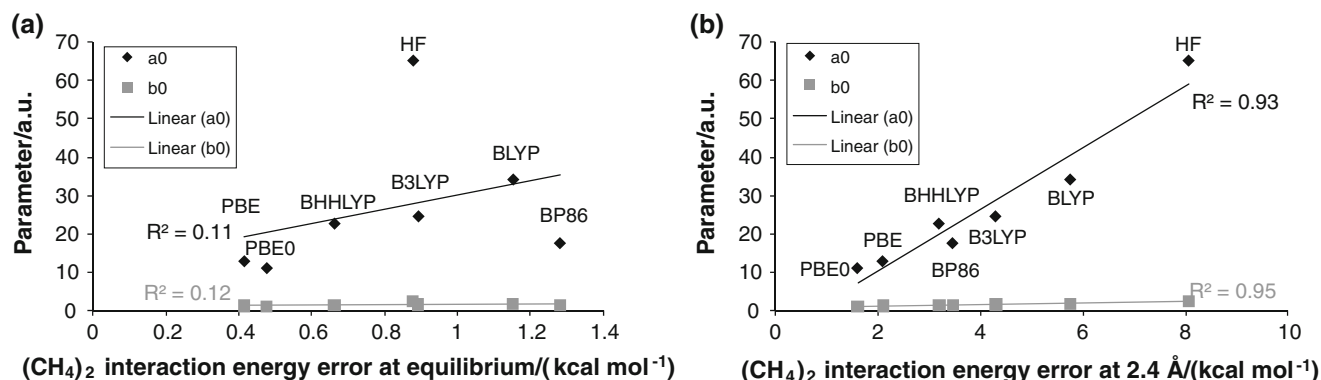 (a)
70
60
50
40
30
20
10
0
Parameter/a.u.
a0
b0
Linear (a0)
Linear (b0)
HF
BLYP
B3LYP
BHHLYP
PBE
BP86
PBE0
R² = 0.11
R² = 0.12
0 0.2 0.4 0.6 0.8 1 1.2 1.4
(CH₄)₂ interaction energy error at equilibrium/(kcal mol⁻¹)
(b)
70
60
50
40
30
20
10
0
Parameter/a.u.
a0
b0
Linear (a0)
Linear (b0)
HF
R² = 0.93
BHHLYP
BLYP
PBE
B3LYP
PBE0
BP86
R² = 0.95
0 2 4 6 8 10
(CH₄)₂ interaction energy error at 2.4 Å/(kcal mol⁻¹)